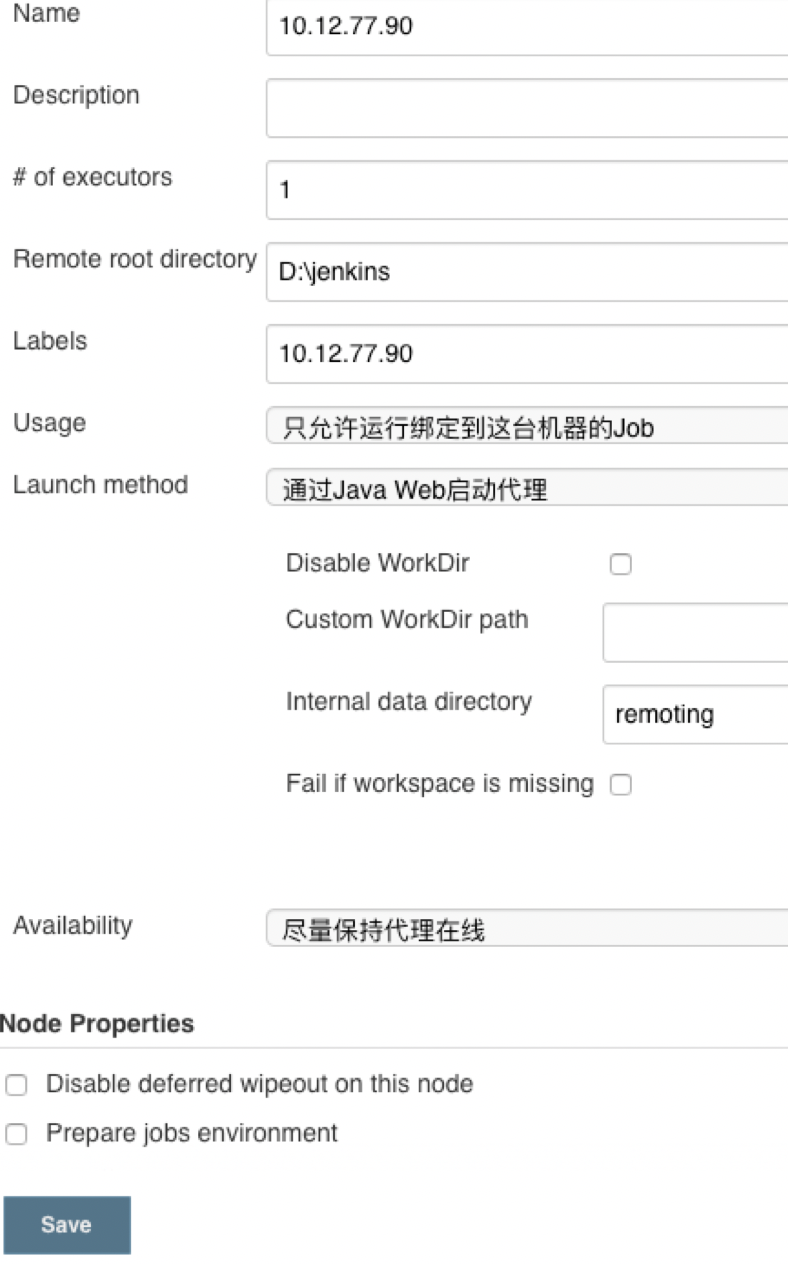 Name
10.12.77.90
Description
# of executors
1
Remote root directory
D:\jenkins
Labels
10.12.77.90
Usage
只允许运行绑定到这台机器的Job
Launch method
通过Java Web启动代理
Disable WorkDir
Custom WorkDir path
Internal data directory
remoting
Fail if workspace is missing
Availability
尽量保持代理在线
Node Properties
Disable deferred wipeout on this node
Prepare jobs environment
Save